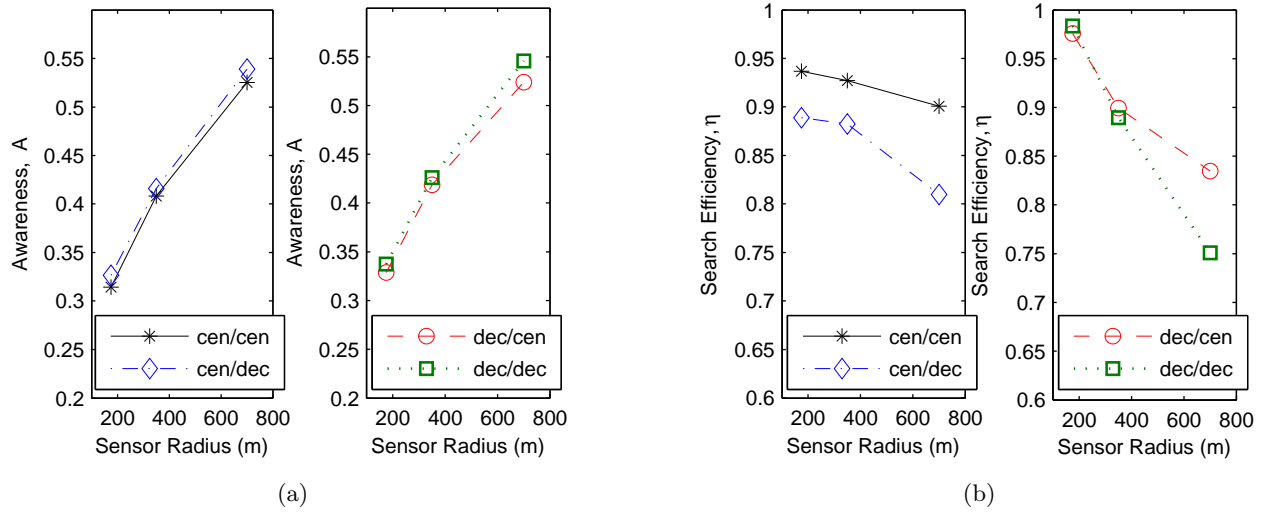 0.55
0.5
0.45
0.4
0.35
0.3
0.25
0.2
Awareness, A
200 400 600 800
Sensor Radius (m)
cen/cen
cen/dec
0.55
0.5
0.45
0.4
0.35
0.3
0.25
0.2
Awareness, A
200 400 600 800
Sensor Radius (m)
dec/cen
dec/dec
(a)
1
0.95
0.9
0.85
0.8
0.75
0.7
0.65
0.6
Search Efficiency, η
200 400 600 800
Sensor Radius (m)
cen/cen
cen/dec
1
0.95
0.9
0.85
0.8
0.75
0.7
0.65
0.6
Search Efficiency, η
200 400 600 800
Sensor Radius (m)
dec/cen
dec/dec
(b)